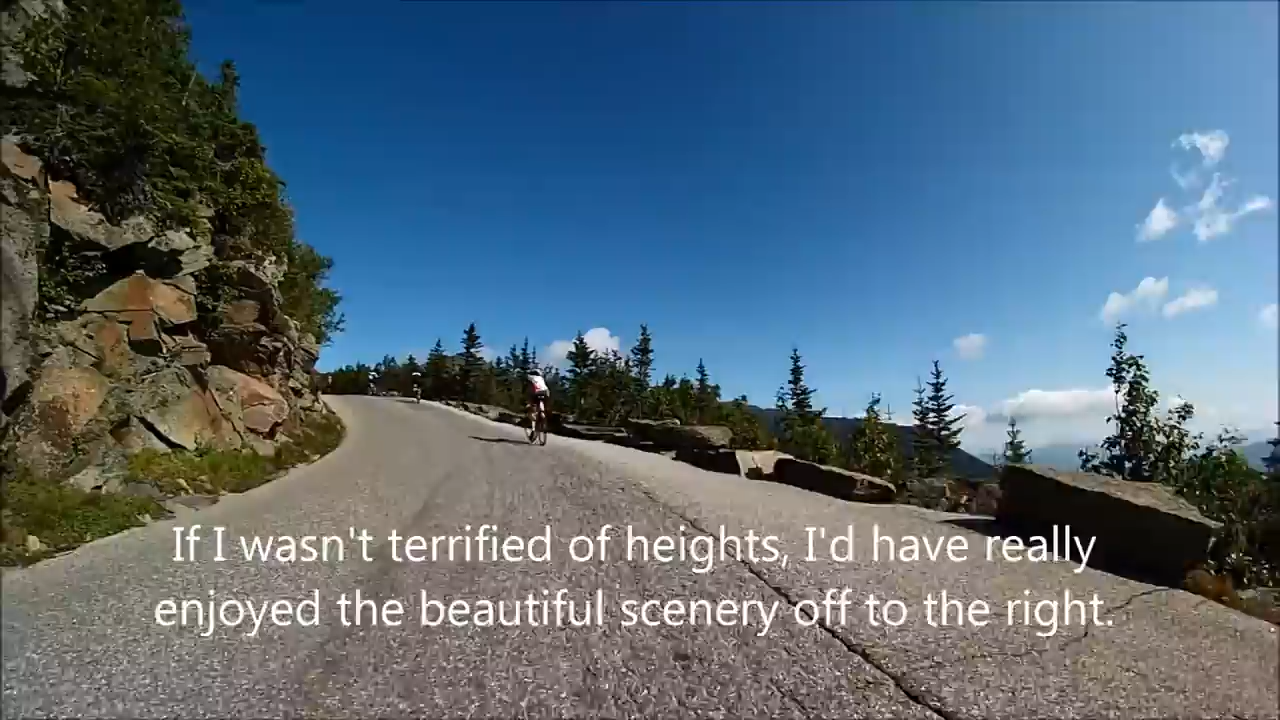 If I wasn't terrified of heights, I'd have really
enjoyed the beautiful scenery off to the right.